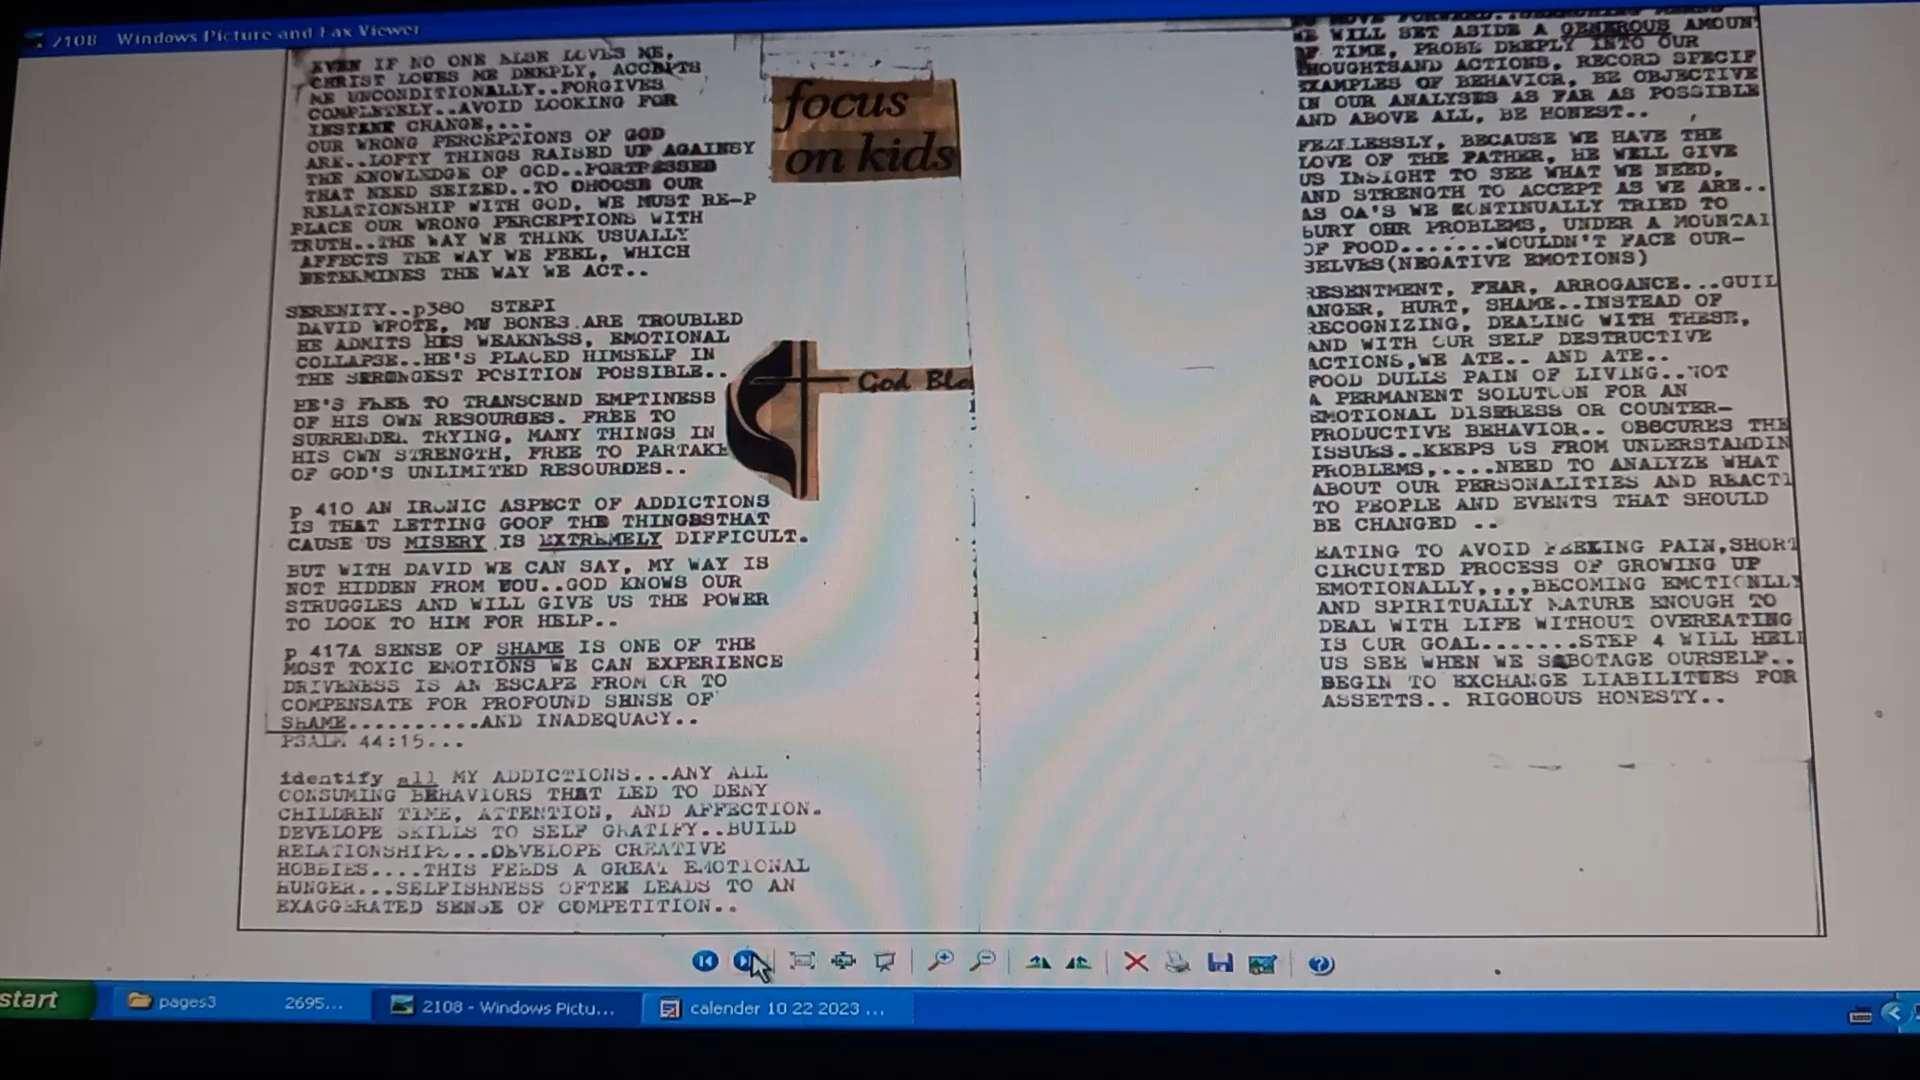 2108 - Windows Picture and Fax Viewer
EVEN IF NO ONE ELSE LOVES ME,
CHRIST LOVES ME DEEPLY, ACCEPTS
ME UNCONDITIONALLY..FORGIVES
COMPLETELY..AVOID LOOKING FOR
INSTANT CHANGE,...
OUR WRONG PERCEPTIONS OF GOD
ARE..LOFTY THINGS RAISED UP AGAINSY
THE KNOWLEDGE OF GOD..FORTRESSED
THAT NEED SEIZED..TO DHOOSE OUR
RELATIONSHIP WITH GOD, WE MUST RE-P
PLACE OUR WRONG PERCEPTIONS WITH
TRUTH..THE WAY WE THINK USUALLY
AFFECTS THE WAY WE FEEL, WHICH
DETERMINES THE WAY WE ACT..
SERENITY..p380 STEPI
DAVID WROTE, MY BONES ARE TROUBLED
HE ADMITS HES WEAKNESS, EMOTIONAL
COLLAPSE..HE'S PLACED HIMSELF IN
THE SERONGEST POSITION POSSIBLE..
HE'S FREE TO TRANSCEND EMPTINESS
OF HIS OWN RESOURSES. FREE TO
SURRENDER TRYING, MANY THINGS IN
HIS OWN STRENGTH, FREE TO PARTAKE
OF GOD'S UNLIMITED RESOURDES..
p 410 AN IRONIC ASPECT OF ADDICTIONS
IS THAT LETTING GOOF THE THINGSSTHAT
CAUSE US MISERY IS EXTREMELY DIFFICULT.
BUT WITH DAVID WE CAN SAY, MY WAY IS
NOT HIDDEN FROM YOU..GOD KNOWS OUR
STRUGGLES AND WILL GIVE US THE POWER
TO LOOK TO HIM FOR HELP..
p 417A SENSE OF SHAME IS ONE OF THE
MOST TOXIC EMOTIONS WE CAN EXPERIENCE
DRIVENESS IS AN ESCAPE FROM OR TO
COMPENSATE FOR PROFOUND SENSE OF
SHAME..........AND INADEQUACY..
PSALM 44:15...
identify all MY ADDICTIONS...ANY ALL
CONSUMING BEHAVIORS THAT LED TO DENY
CHILDREN TIME, ATTENTION, AND AFFECTION.
DEVELOPE SKILLS TO SELF GRATIFY..BUILD
RELATIONSHIPS...DEVELOPE CREATIVE
HOBBIES....THIS FEEDS A GREAT EMOTIONAL
HUNGER...SELFISHNESS OFTEN LEADS TO AN
EXAGGERATED SENSE OF COMPETITION..
focus
on kids
God Ble
TO MOVE FORWARD..
WE WILL SET ASIDE A GENEROUS AMOUN
OF TIME, PROBE DEEPLY INTO OUR
THOUGHTSAND ACTIONS, RECORD SPECIF
EXAMPLES OF BEHAVIOR, BE OBJECTIVE
IN OUR ANALYSES AS FAR AS POSSIBLE
AND ABOVE ALL, BE HONEST..
BECAUSE WE HAVE THE
LOVE OF THE FATHER, HE WELL GIVE
US INSIGHT TO SEE WHAT WE NEED,
AND STRENGTH TO ACCEPT AS WE ARE..
AS OA'S WE CONTINUALLY TRIED TO
BURY OHR PROBLEMS, UNDER A MOUNTAI
OF FOOD.......WOULDN'T FACE OUR-
SELVES(NEGATIVE EMOTIONS)
RESENTMENT, FEAR, ARROGANCE...GUIL
ANGER, HURT, SHAME..INSTEAD OF
RECOGNIZING, DEALING WITH THESE,
AND WITH OUR SELF DESTRUCTIVE
ACTIONS,WE ATE.. AND ATE..
FOOD DULLS PAIN OF LIVING..NOT
A PERMANENT SOLUTION FOR AN
EMOTIONAL DISERESS OR COUNTER-
PRODUCTIVE BEHAVIOR.. OBSCURES THE
ISSUES..KEEPS US FROM UNDERSTANDIN
PROBLEMS,....NEED TO ANALYZE WHAT
ABOUT OUR PERSONALITIES AND REACTI
TO PEOPLE AND EVENTS THAT SHOULD
BE CHANGED ..
EATING TO AVOID FEELING PAIN,SHORT
CIRCUITED PROCESS OF GROWING UP
EMOTIONALLY,,,,BECOMING EMOTIONLLY
AND SPIRITUALLY MATURE ENOUGH TO
DEAL WITH LIFE WITHOUT OVEREATING
IS OUR GOAL........STEP 4 WILL HELP
US SEE WHEN WE SABOTAGE OURSELF..
BEGIN TO EXCHANGE LIABILITEES FOR
ASSETTS.. RIGOROUS HONESTY..
start
pages3
2695...
2108 - Windows Pictu...
calender 10 22 2023 ...